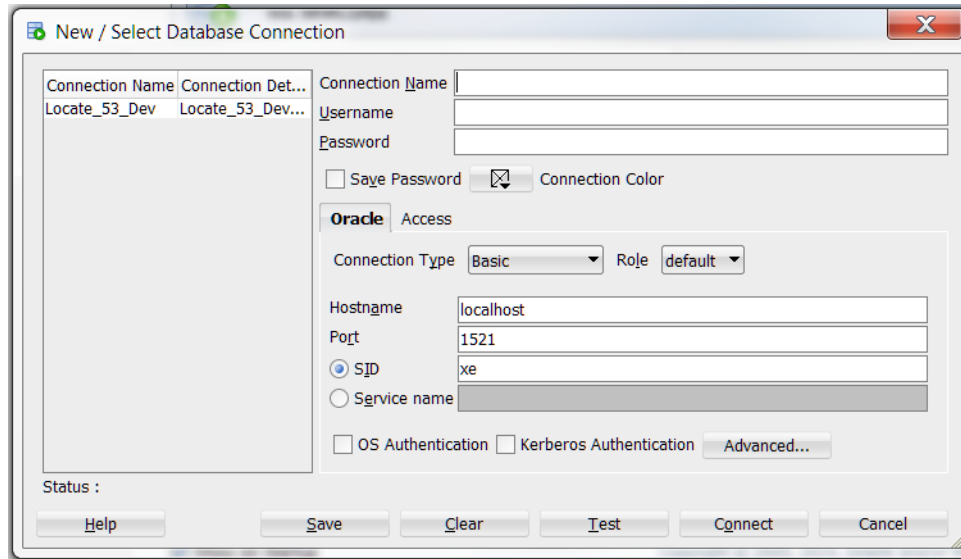 New / Select Database Connection
Connection Name Connection Det...
Locate_53_Dev Locate_53_Dev...
Connection Name
Username
Password
Save Password Connection Color
Oracle Access
Connection Type Basic Role default
Hostname localhost
Port 1521
SID xe
Service name
OS Authentication Kerberos Authentication Advanced...
Status :
Help Save Clear Test Connect Cancel